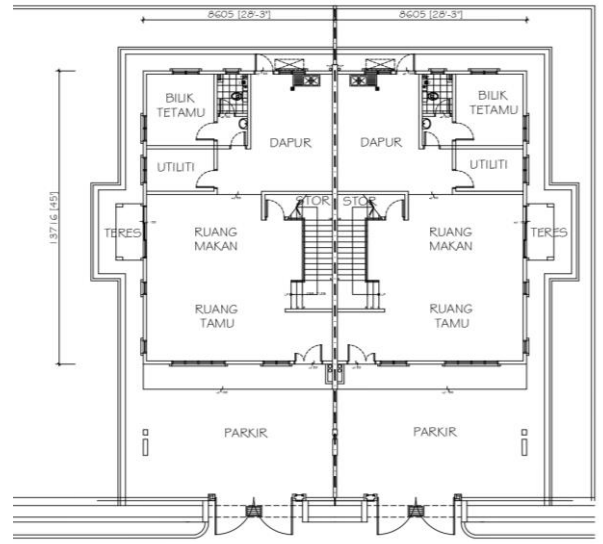 8605 [28'-3"]
8605 [28'-3"]
BILIK
TETAMU
DAPUR
DAPUR
BILIK
TETAMU
UTILITI
UTILITI
13716 [45']
STOR
STOR
TERES
RUANG
MAKAN
RUANG
MAKAN
TERES
RUANG
TAMU
RUANG
TAMU
PARKIR
PARKIR